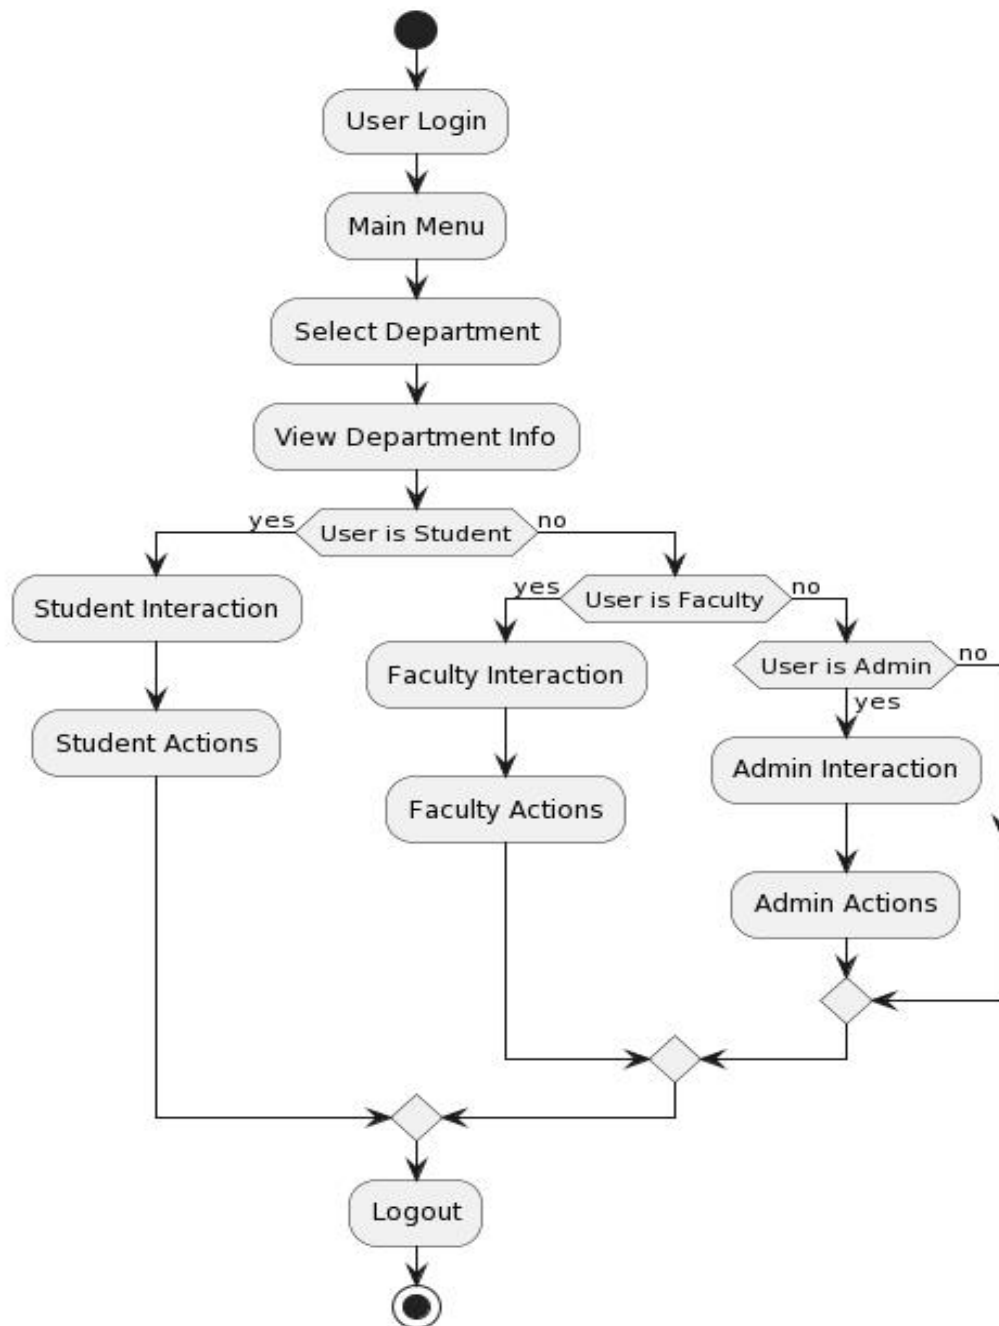 User Login
Main Menu
Select Department
View Department Info
yes
User is Student
no
Student Interaction
Student Actions
yes
User is Faculty
no
Faculty Interaction
Faculty Actions
User is Admin
no
yes
Admin Interaction
Admin Actions
Logout